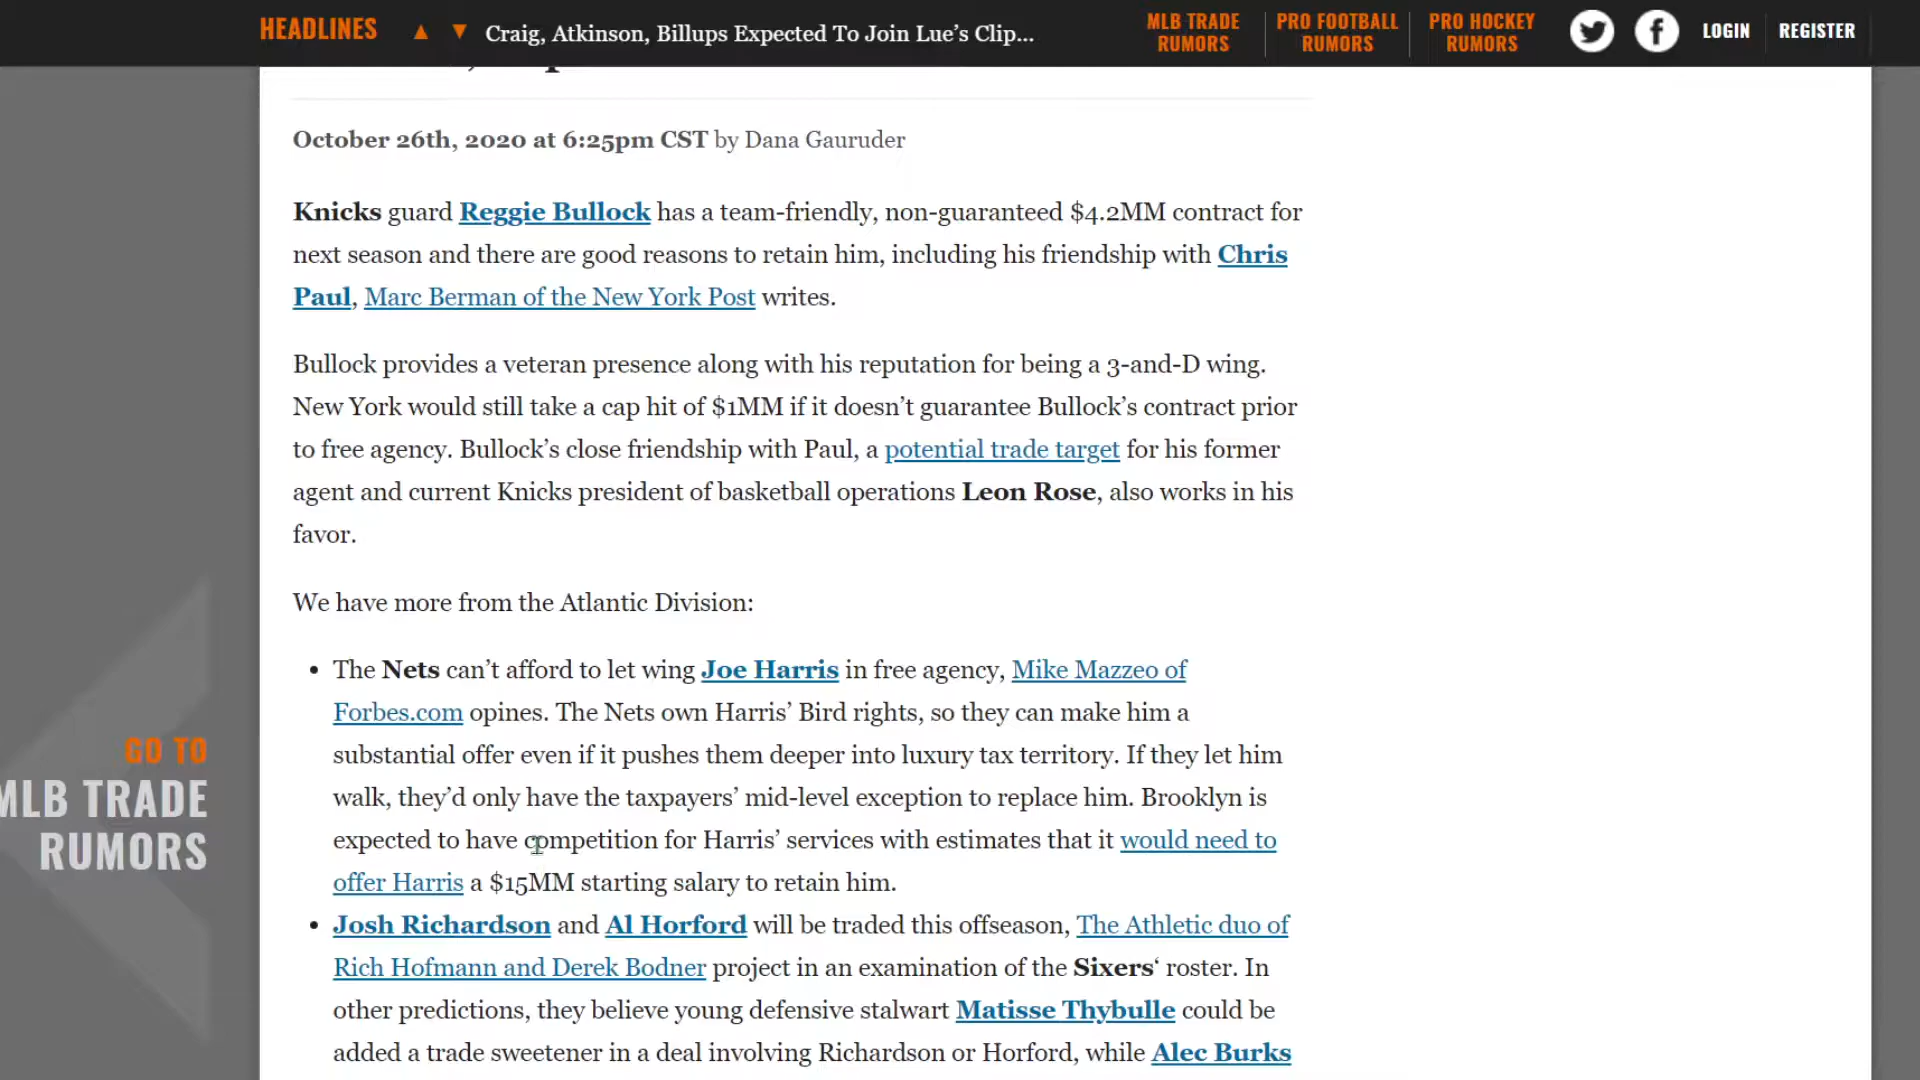 HEADLINES ▲ ▼ Craig, Atkinson, Billups Expected To Join Lue’s Clip...
MLB TRADE RUMORS
PRO FOOTBALL RUMORS
PRO HOCKEY RUMORS
LOGIN
REGISTER
October 26th, 2020 at 6:25pm CST by Dana Gauruder
Knicks guard Reggie Bullock has a team-friendly, non-guaranteed $4.2MM contract for
next season and there are good reasons to retain him, including his friendship with Chris
Paul, Marc Berman of the New York Post writes.
Bullock provides a veteran presence along with his reputation for being a 3-and-D wing.
New York would still take a cap hit of $1MM if it doesn’t guarantee Bullock’s contract prior
to free agency. Bullock’s close friendship with Paul, a potential trade target for his former
agent and current Knicks president of basketball operations Leon Rose, also works in his
favor.
We have more from the Atlantic Division:
• The Nets can’t afford to let wing Joe Harris in free agency, Mike Mazzeo of
Forbes.com opines. The Nets own Harris’ Bird rights, so they can make him a
substantial offer even if it pushes them deeper into luxury tax territory. If they let him
walk, they’d only have the taxpayers’ mid-level exception to replace him. Brooklyn is
expected to have competition for Harris’ services with estimates that it would need to
offer Harris a $15MM starting salary to retain him.
• Josh Richardson and Al Horford will be traded this offseason, The Athletic duo of
Rich Hofmann and Derek Bodner project in an examination of the Sixers‘ roster. In
other predictions, they believe young defensive stalwart Matisse Thybulle could be
added a trade sweetener in a deal involving Richardson or Horford, while Alec Burks
GO TO
MLB TRADE
RUMORS